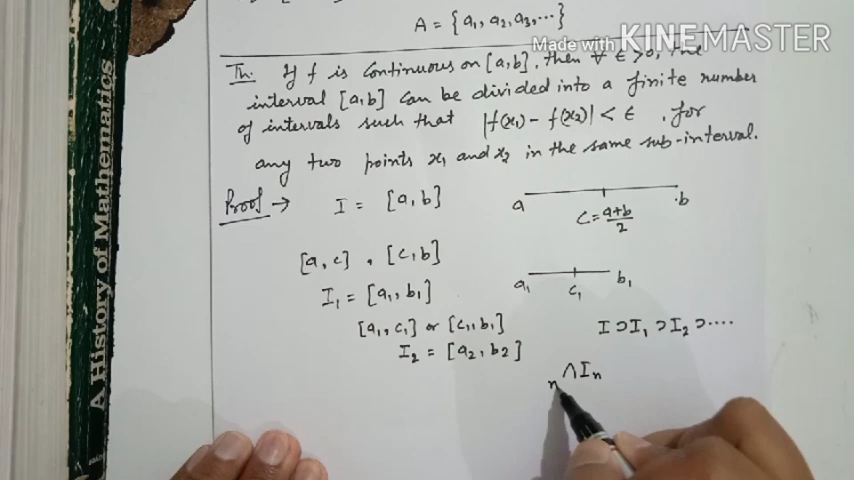 A = {a₁, a₂, a₃, ...}
Made with KINEMASTER
Th: If f is continuous on [a,b], then ∀ ϵ>0, the
interval [a,b] can be divided into a finite number
of intervals such that |f(x₁) - f(x₂)| < ϵ, for
any two points x₁ and x₂ in the same sub-interval.
Proof → I = [a,b]
a b
C = a+b/2
[a,c], [c,b]
I₁ = [a₁, b₁]
a₁ c₁ b₁
[a₁,c₁] or [c₁,b₁]
I ⊃ I₁ ⊃ I₂ ⊃ ....
I₂ = [a₂, b₂]
n ∩ Iₙ
A History of Mathematics